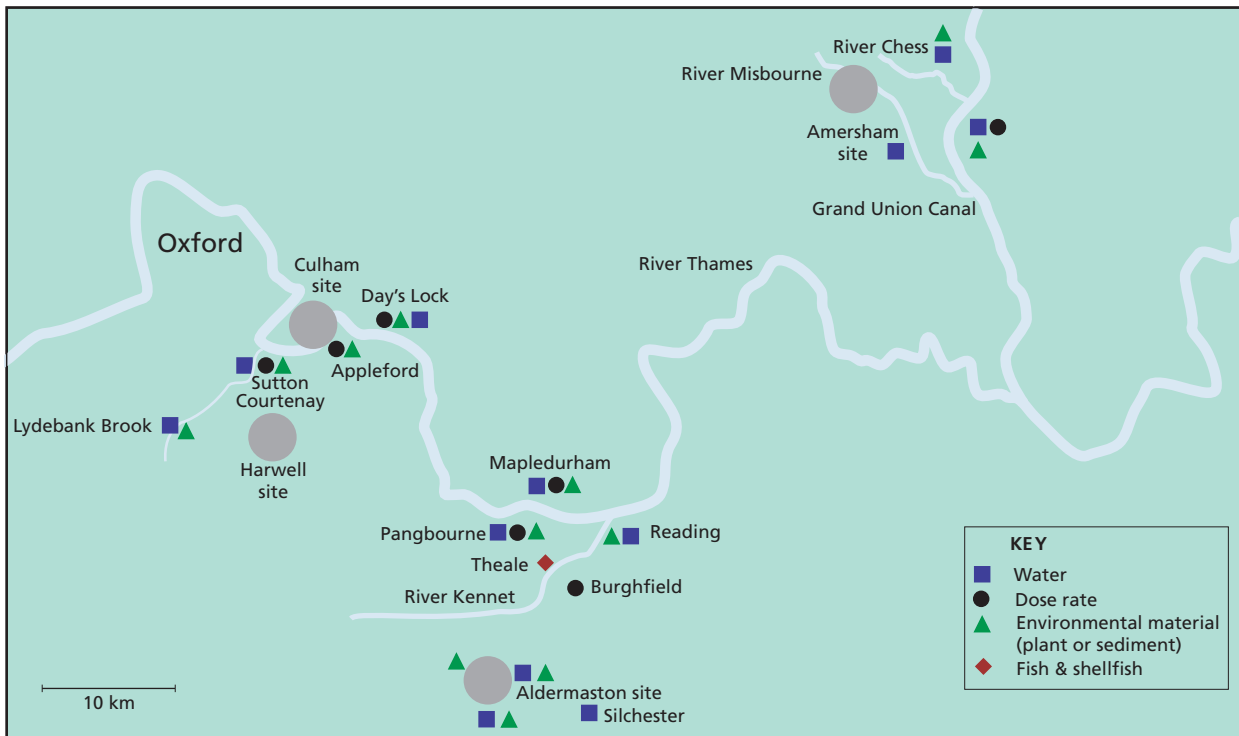 River Chess
River Misbourne
Amersham
site
Grand Union Canal
Oxford
River Thames
Culham
site
Day's Lock
Appleford
Sutton
Courtenay
Lydebank Brook
Harwell
site
Mapledurham
Pangbourne
Reading
Theale
Burghfield
River Kennet
Aldermaston site
Silchester
10 km
KEY
Water
Dose rate
Environmental material
(plant or sediment)
Fish & shellfish